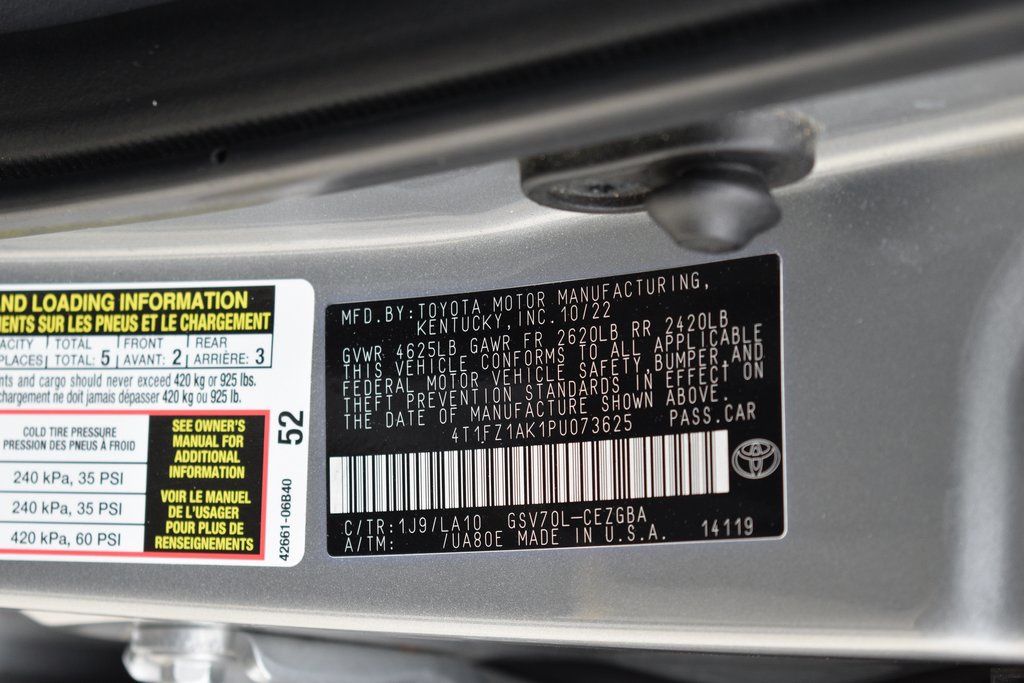 ND LOADING INFORMATION
MENTS SUR LES PNEUS ET LE CHARGEMENT
ACITY TOTAL FRONT REAR
PLACES TOTAL: 5 AVANT: 2 ARRIÈRE: 3
nts and cargo should never exceed 420 kg or 925 lbs.
chargement ne doit jamais dépasser 420 kg ou 925 lb.
COLD TIRE PRESSURE
PRESSION DES PNEUS À FROID
240 kPa, 35 PSI
240 kPa, 35 PSI
420 kPa, 60 PSI
SEE OWNER'S
MANUAL FOR
ADDITIONAL
INFORMATION
VOIR LE MANUEL
DE L'USAGER
POUR PLUS DE
RENSEIGNEMENTS
52
42661-06B40
MFD.BY:TOYOTA MOTOR MANUFACTURING,
KENTUCKY,INC.10/22
GVWR 4625LB GAWR FR 2620LB RR 2420LB
THIS VEHICLE CONFORMS TO ALL APPLICABLE
FEDERAL MOTOR VEHICLE SAFETY,BUMPER,AND
THEFT PREVENTION STANDARDS IN EFFECT ON
THE DATE OF MANUFACTURE SHOWN ABOVE.
4T1FZ1AK1PU073625 PASS.CAR
C/TR:1J9/LA10 GSV70L-CEZGBA
A/TM: /UA80E MADE IN U.S.A. 14119